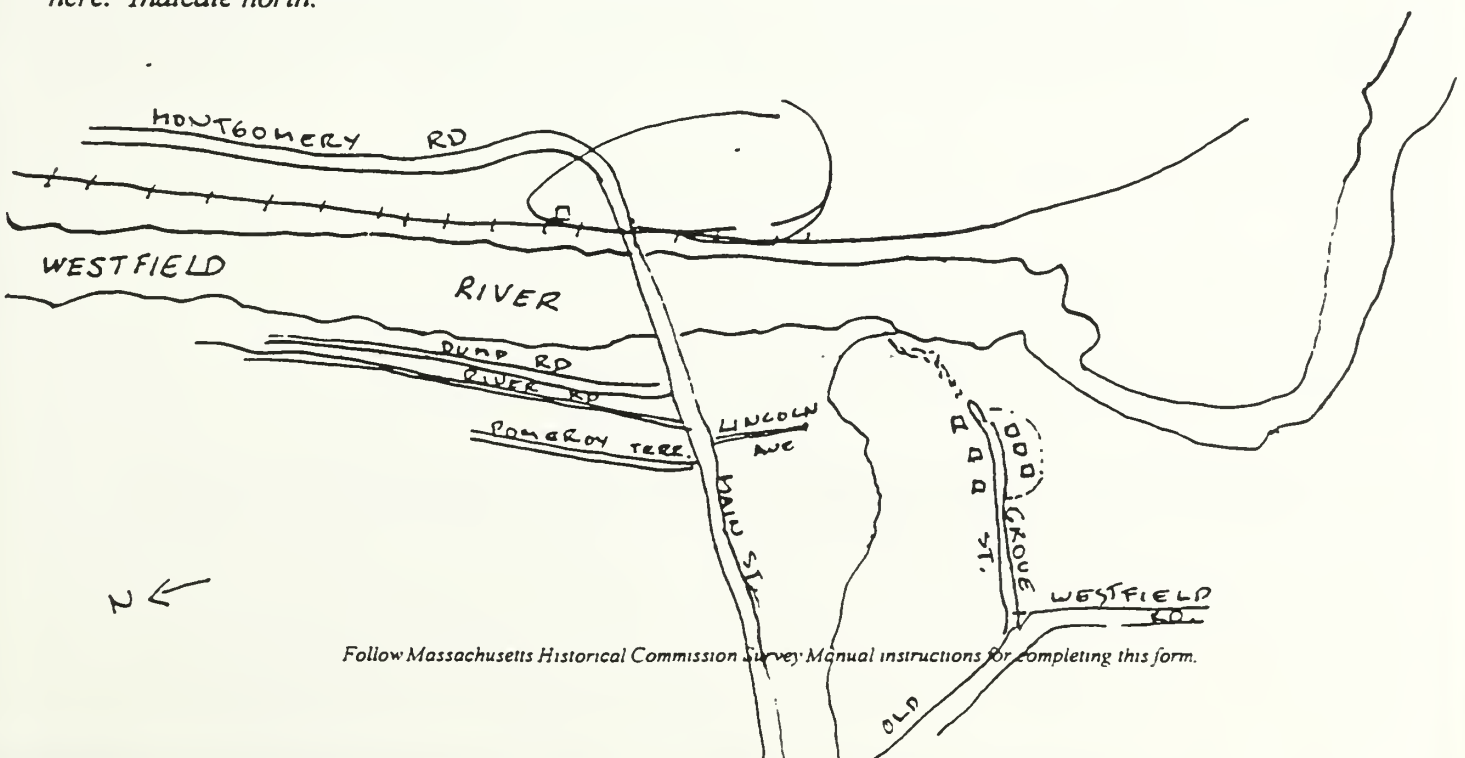 here. Indicate north.
MONTGOMERY RD
WESTFIELD RIVER
DUMP RD
RIVER RD
POMEROY TERR.
LINCOLN
AVE
MAIN ST.
GROVE
ST.
N
WESTFIELD
RD.
OLD
Follow Massachusetts Historical Commission Survey Manual instructions for completing this form.